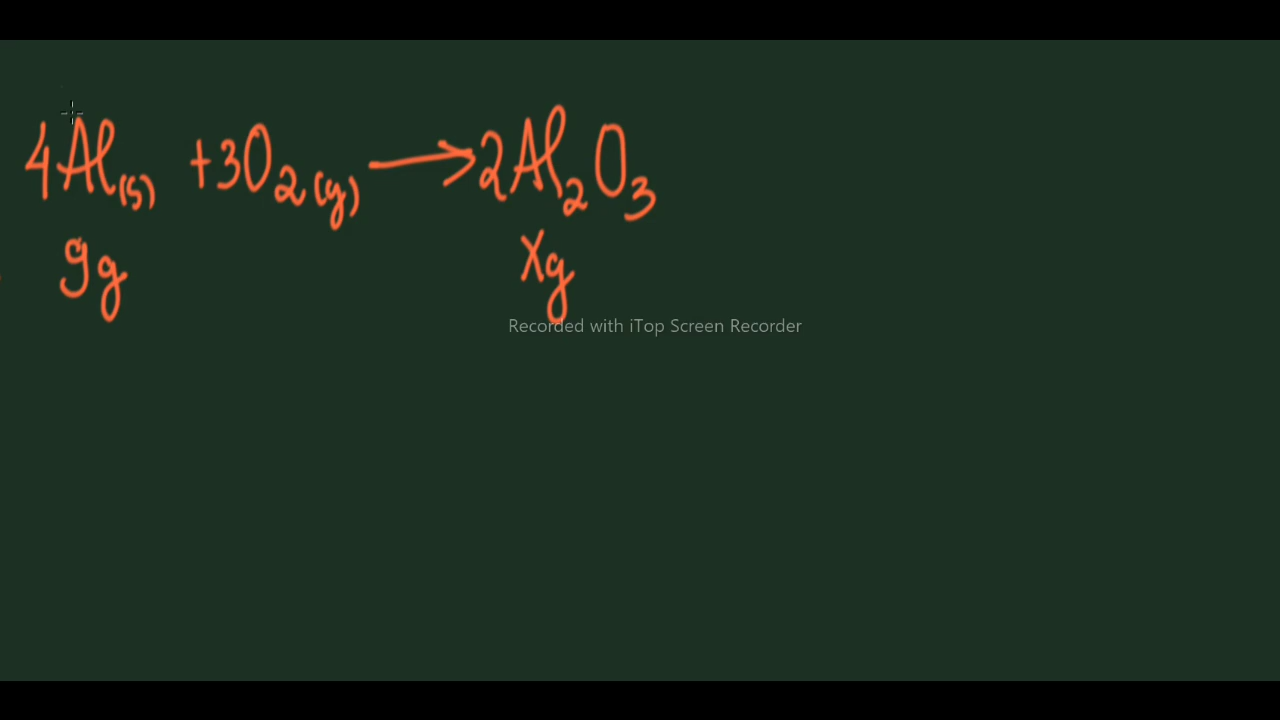 4Al(s) +3O2(g) → 2Al2O3
9g xg
Recorded with iTop Screen Recorder